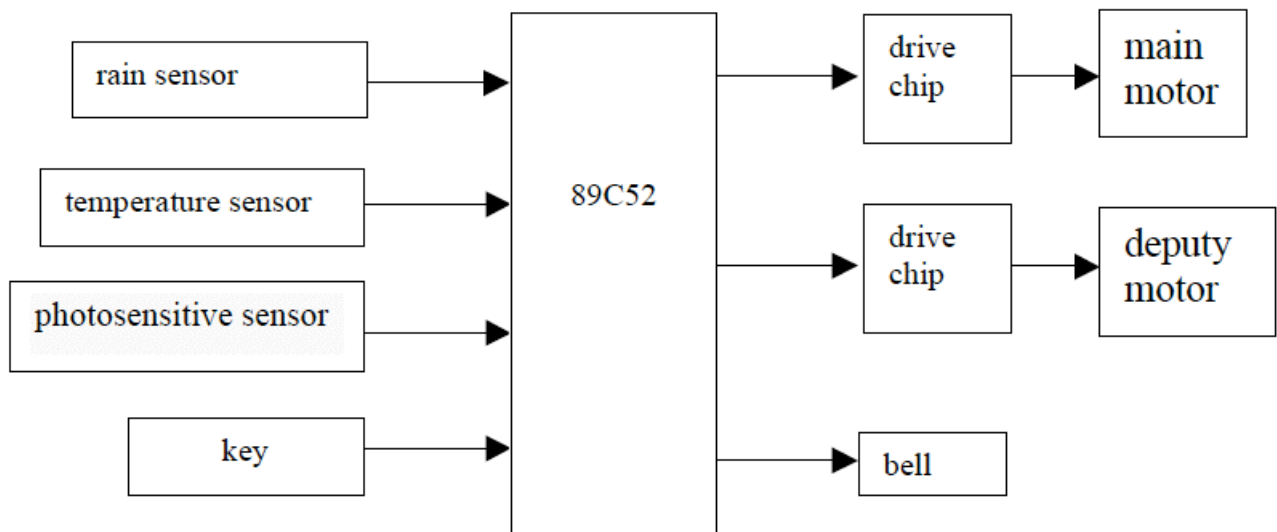 rain sensor
temperature sensor
photosensitive sensor
key
89C52
drive
chip
main
motor
drive
chip
deputy
motor
bell